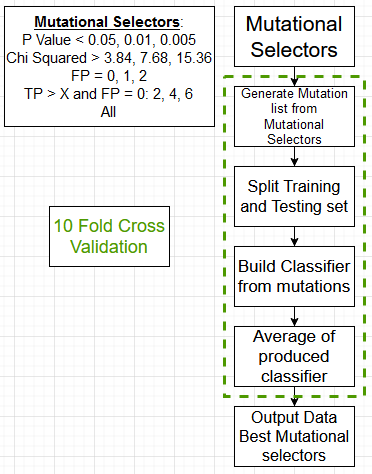 Mutational Selectors:
P Value < 0.05, 0.01, 0.005
Chi Squared > 3.84, 7.68, 15.36
FP = 0, 1, 2
TP > X and FP = 0: 2, 4, 6
All
10 Fold Cross
Validation
Mutational
Selectors
Generate Mutation
list from
Mutational
Selectors
Split Training
and Testing set
Build Classifier
from mutations
Average of
produced
classifier
Output Data
Best Mutational
selectors